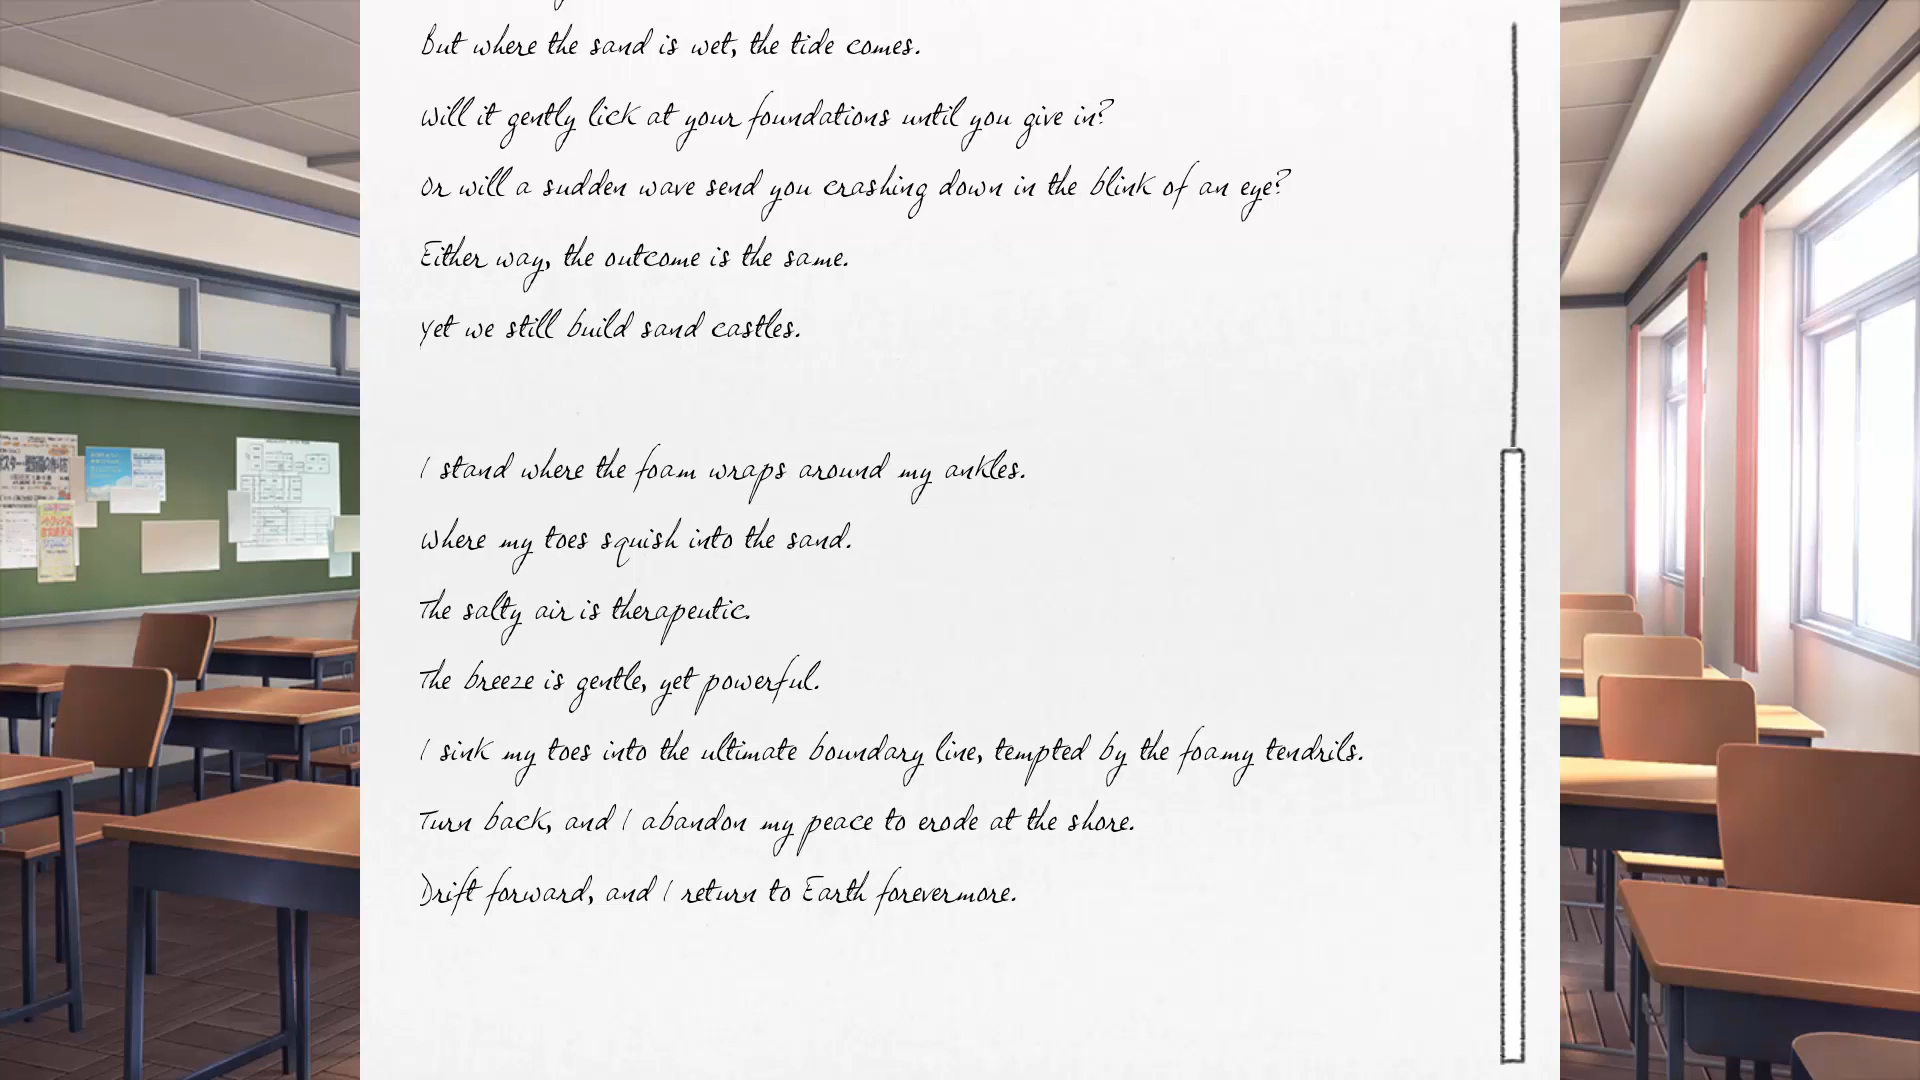 But where the sand is wet, the tide comes.
Will it gently lick at your foundations until you give in?
Or will a sudden wave send you crashing down in the blink of an eye?
Either way, the outcome is the same.
Yet we still build sand castles.
I stand where the foam wraps around my ankles.
Where my toes squish into the sand.
The salty air is therapeutic.
The breeze is gentle, yet powerful.
I sink my toes into the ultimate boundary line, tempted by the foamy tendrils.
Turn back, and I abandon my peace to erode at the shore.
Drift forward, and I return to Earth forevermore.